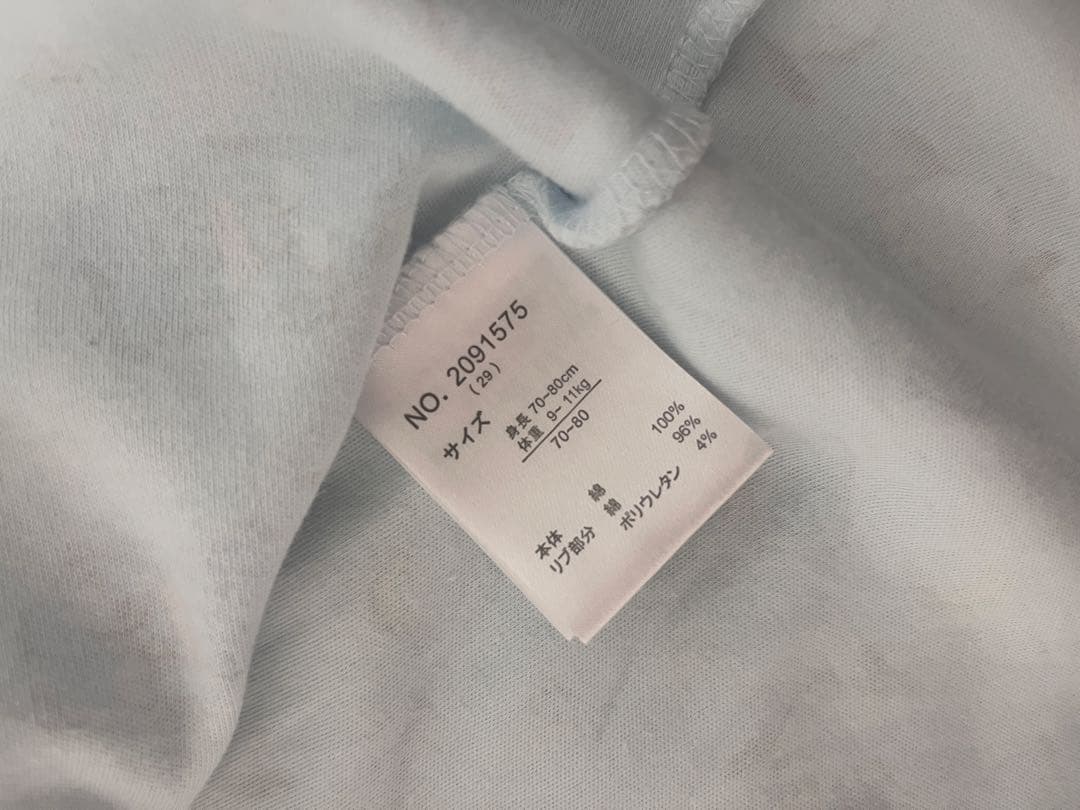 NO. 2091575
(29)
サイズ
身長 70~80cm
体重 9~ 11kg
70~80
本体 綿 100%
リブ部分 綿 96%
ポリウレタン 4%